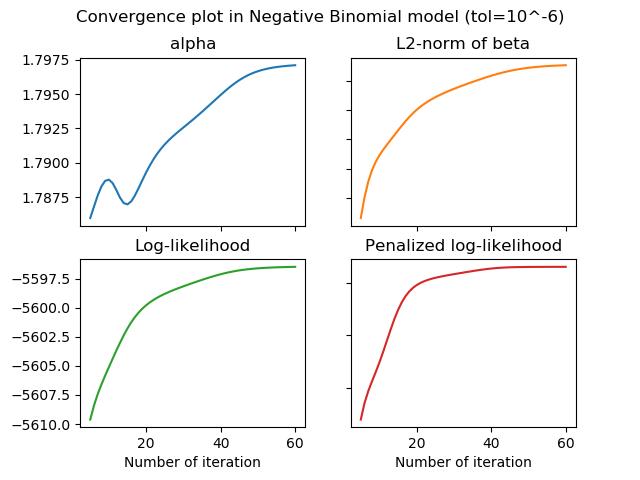 Convergence plot in Negative Binomial model (tol=10^-6)
alpha
L2-norm of beta
1.7975
1.7950
1.7925
1.7900
1.7875
Log-likelihood
Penalized log-likelihood
−5597.5
−5600.0
−5602.5
−5605.0
−5607.5
−5610.0
20 40 60
20 40 60
Number of iteration
Number of iteration